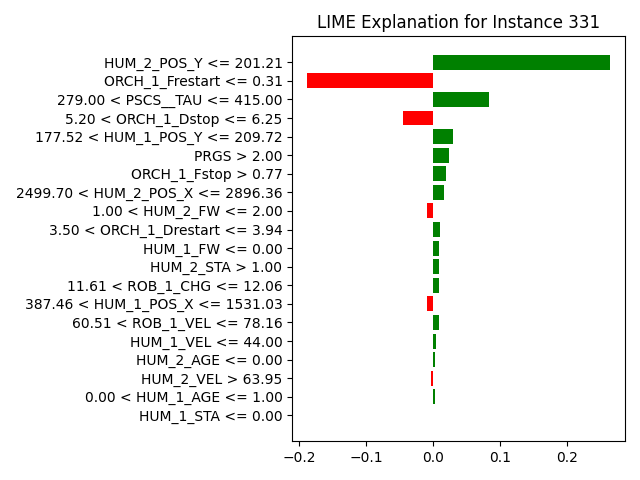 LIME Explanation for Instance 331
HUM_2_POS_Y <= 201.21
ORCH_1_Frestart <= 0.31
279.00 < PSCS__TAU <= 415.00
5.20 < ORCH_1_Dstop <= 6.25
177.52 < HUM_1_POS_Y <= 209.72
PRGS > 2.00
ORCH_1_Fstop > 0.77
2499.70 < HUM_2_POS_X <= 2896.36
1.00 < HUM_2_FW <= 2.00
3.50 < ORCH_1_Drestart <= 3.94
HUM_1_FW <= 0.00
HUM_2_STA > 1.00
11.61 < ROB_1_CHG <= 12.06
387.46 < HUM_1_POS_X <= 1531.03
60.51 < ROB_1_VEL <= 78.16
HUM_1_VEL <= 44.00
HUM_2_AGE <= 0.00
HUM_2_VEL > 63.95
0.00 < HUM_1_AGE <= 1.00
HUM_1_STA <= 0.00
−0.2 −0.1 0.0 0.1 0.2